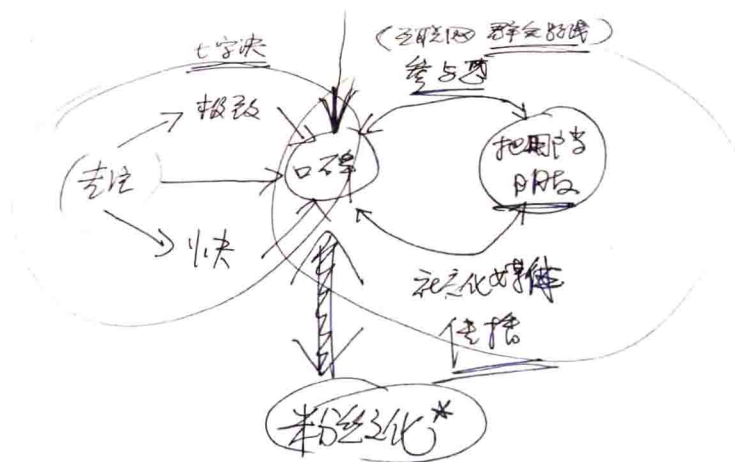 七字决
(互联网 群众路线)
参与感
极致
专注
口碑
把用户当
朋友
快
社会化媒体
传播
粉丝文化*